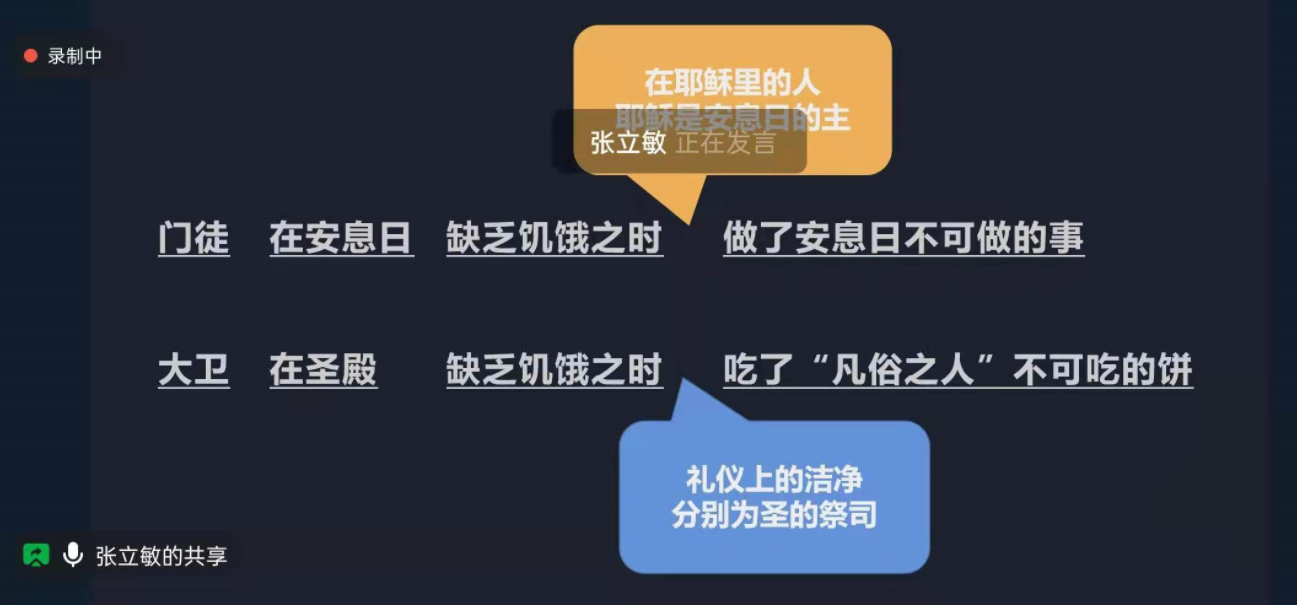 录制中
在耶稣里的人
耶稣是安息日的主
张立敏 正在发言
门徒 在安息日 缺乏饥饿之时 做了安息日不可做的事
大卫 在圣殿 缺乏饥饿之时 吃了“凡俗之人”不可吃的饼
礼仪上的洁净
分别为圣的祭司
张立敏的共享